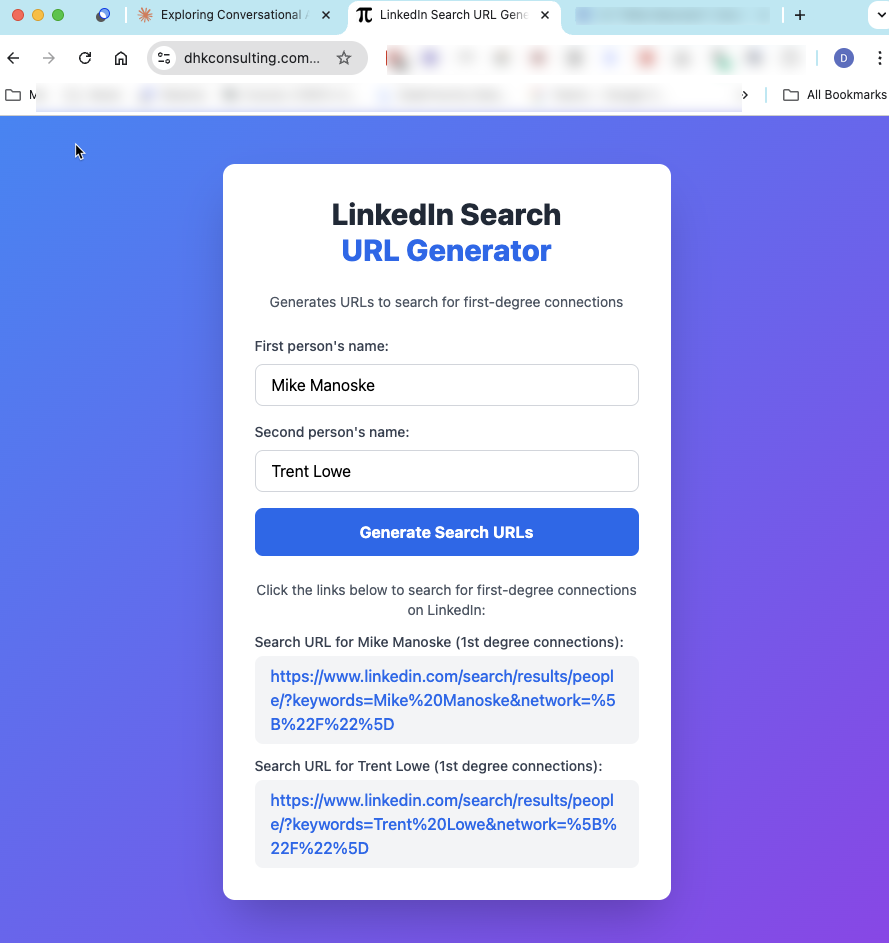 Exploring Conversational
LinkedIn Search URL Gene
dhkconsulting.com...
D
All Bookmarks
LinkedIn Search
URL Generator
Generates URLs to search for first-degree connections
First person's name:
Mike Manoske
Second person's name:
Trent Lowe
Generate Search URLs
Click the links below to search for first-degree connections
on LinkedIn:
Search URL for Mike Manoske (1st degree connections):
https://www.linkedin.com/search/results/peopl
e/?keywords=Mike%20Manoske&network=%5
B%22F%22%5D
Search URL for Trent Lowe (1st degree connections):
https://www.linkedin.com/search/results/peopl
e/?keywords=Trent%20Lowe&network=%5B%
22F%22%5D